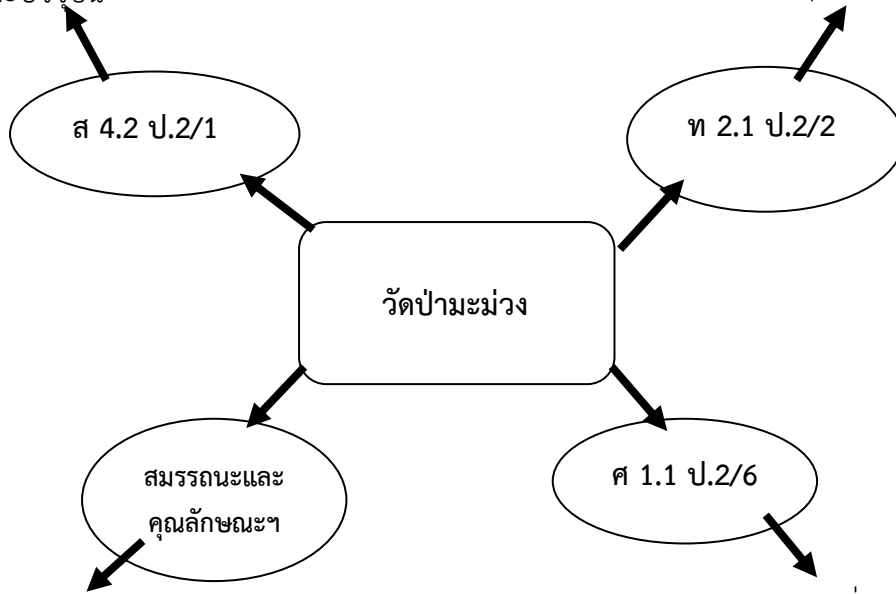 ส 4.2 ป.2/1
ท 2.1 ป.2/2
วัดป่ามะม่วง
สมรรถนะและ
คุณลักษณะฯ
ศ 1.1 ป.2/6